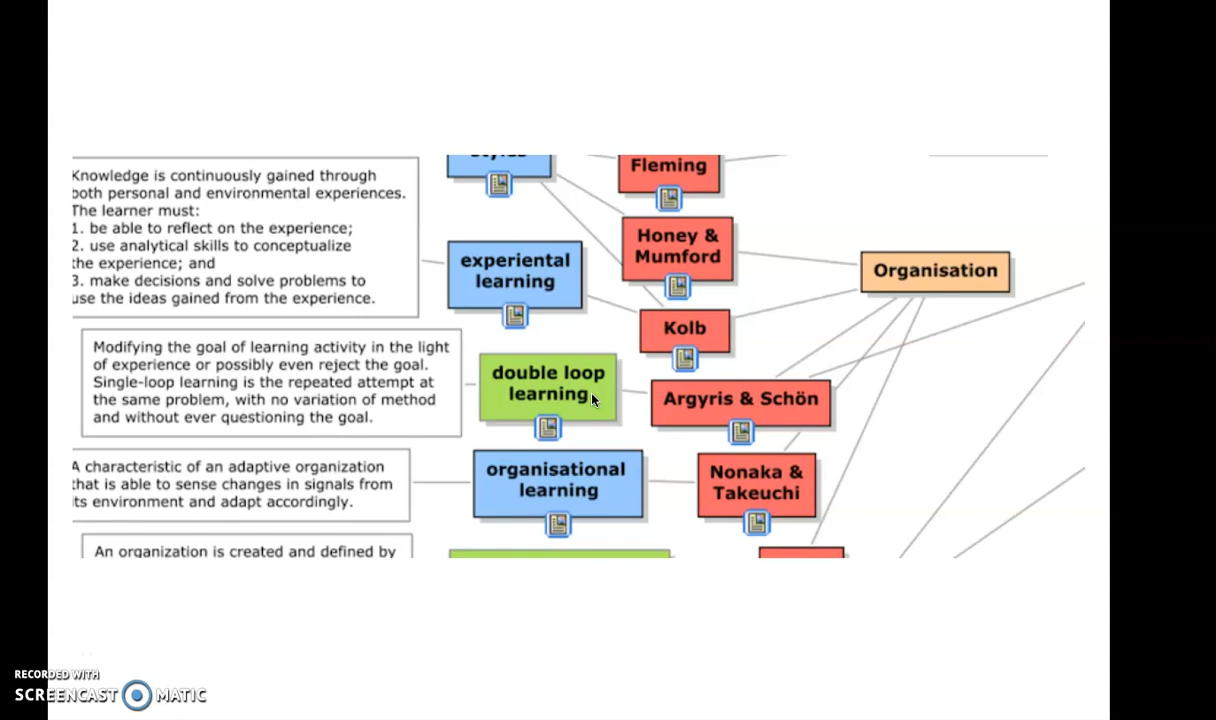 Knowledge is continuously gained through
both personal and environmental experiences.
The learner must:
1. be able to reflect on the experience;
2. use analytical skills to conceptualize
the experience; and
3. make decisions and solve problems to
use the ideas gained from the experience.
Modifying the goal of learning activity in the light
of experience or possibly even reject the goal.
Single-loop learning is the repeated attempt at
the same problem, with no variation of method
and without ever questioning the goal.
A characteristic of an adaptive organization
that is able to sense changes in signals from
its environment and adapt accordingly.
An organization is created and defined by
experiental
learning
double loop
learning
organisational
learning
Fleming
Honey &
Mumford
Kolb
Argyris & Schön
Nonaka &
Takeuchi
Organisation
RECORDED WITH
SCREENCAST MATIC